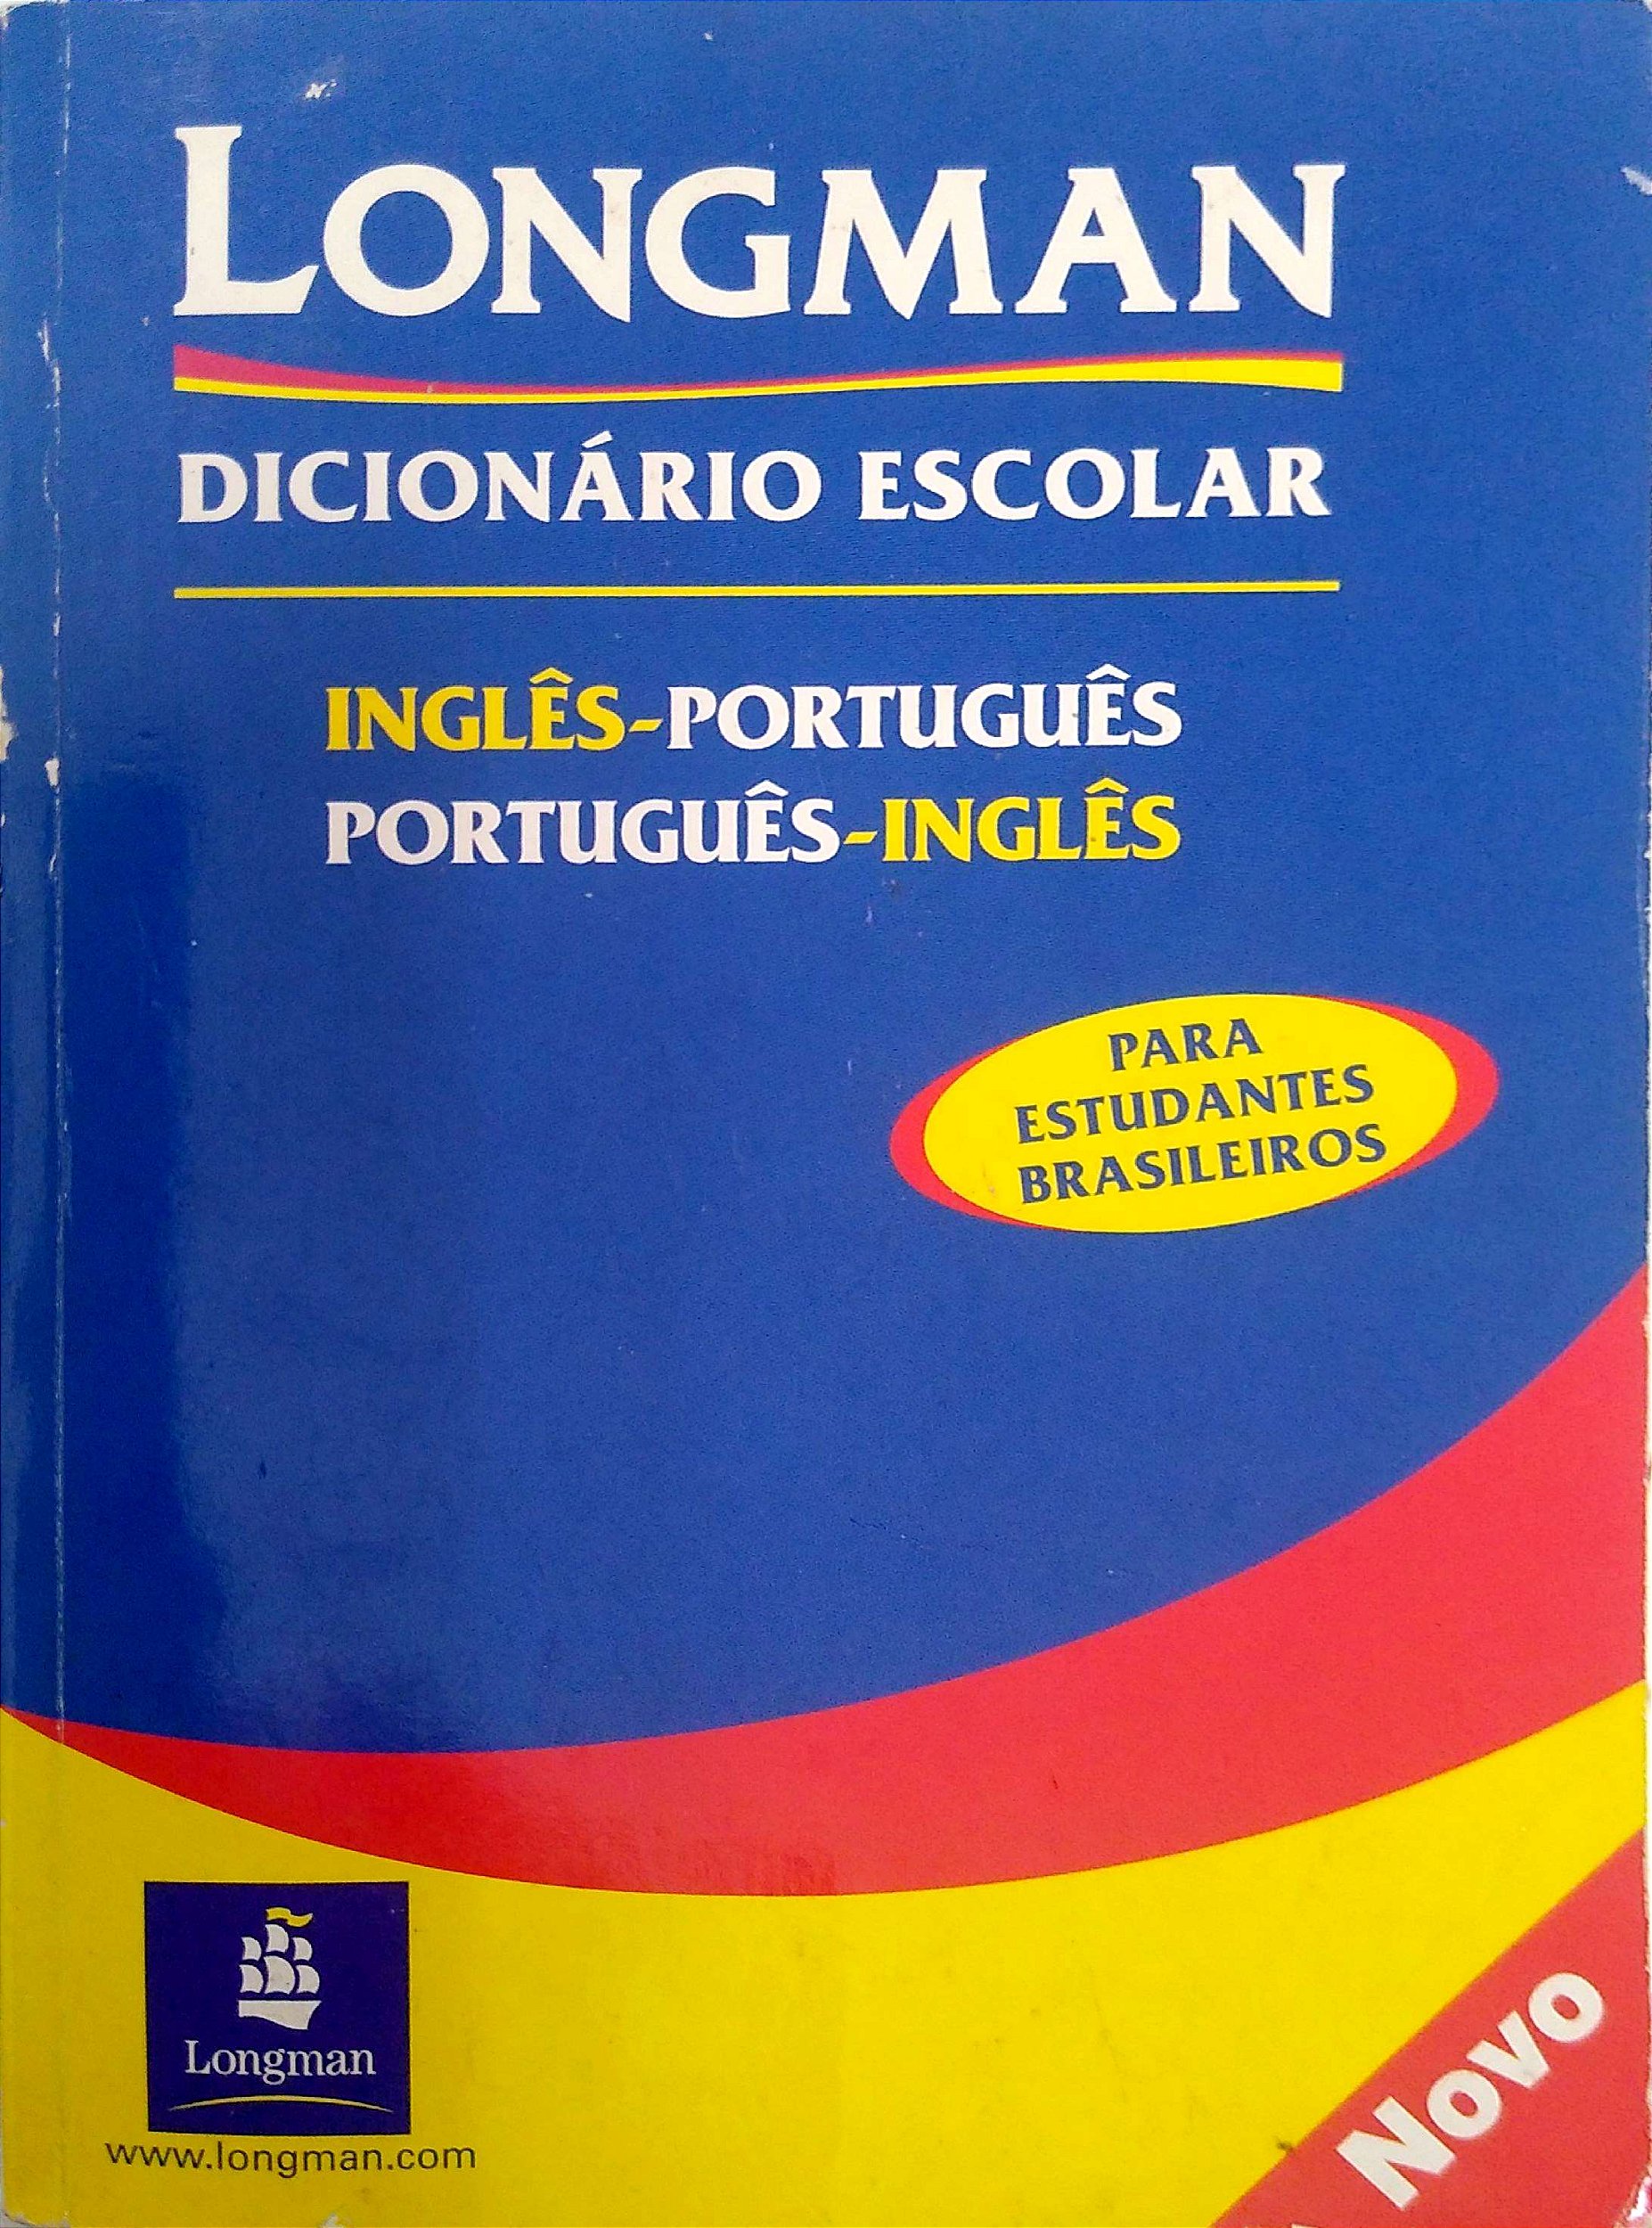 LONGMAN
DICIONÁRIO ESCOLAR
INGLÊS-PORTUGUÊS
PORTUGUÊS-INGLÊS
PARA
ESTUDANTES
BRASILEIROS
Longman
www.longman.com
Novo